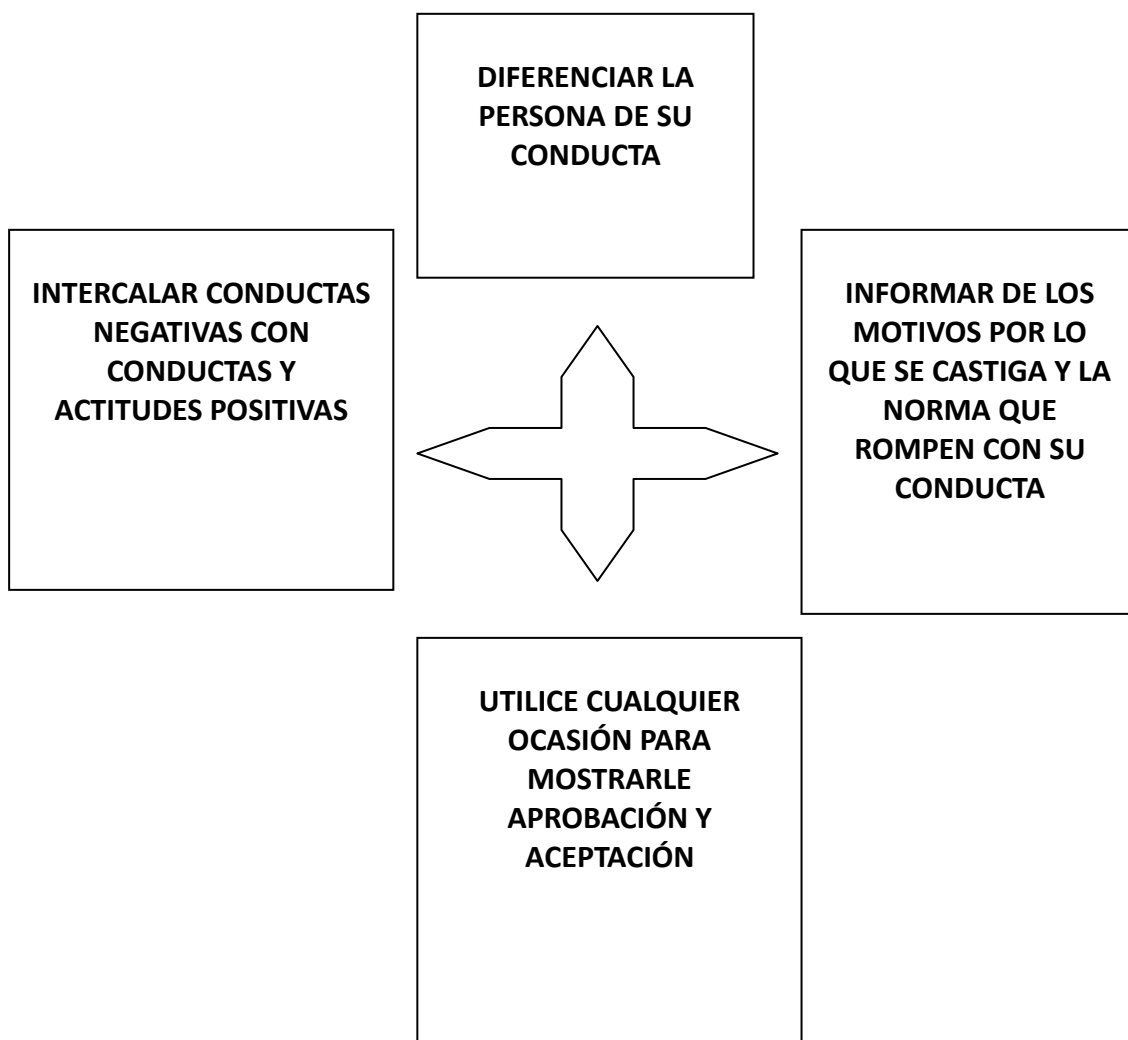 DIFERENCIAR LA
PERSONA DE SU
CONDUCTA
INTERCALAR CONDUCTAS
NEGATIVAS CON
CONDUCTAS Y
ACTITUDES POSITIVAS
INFORMAR DE LOS
MOTIVOS POR LO
QUE SE CASTIGA Y LA
NORMA QUE
ROMPEN CON SU
CONDUCTA
UTILICE CUALQUIER
OCASIÓN PARA
MOSTRARLE
APROBACIÓN Y
ACEPTACIÓN